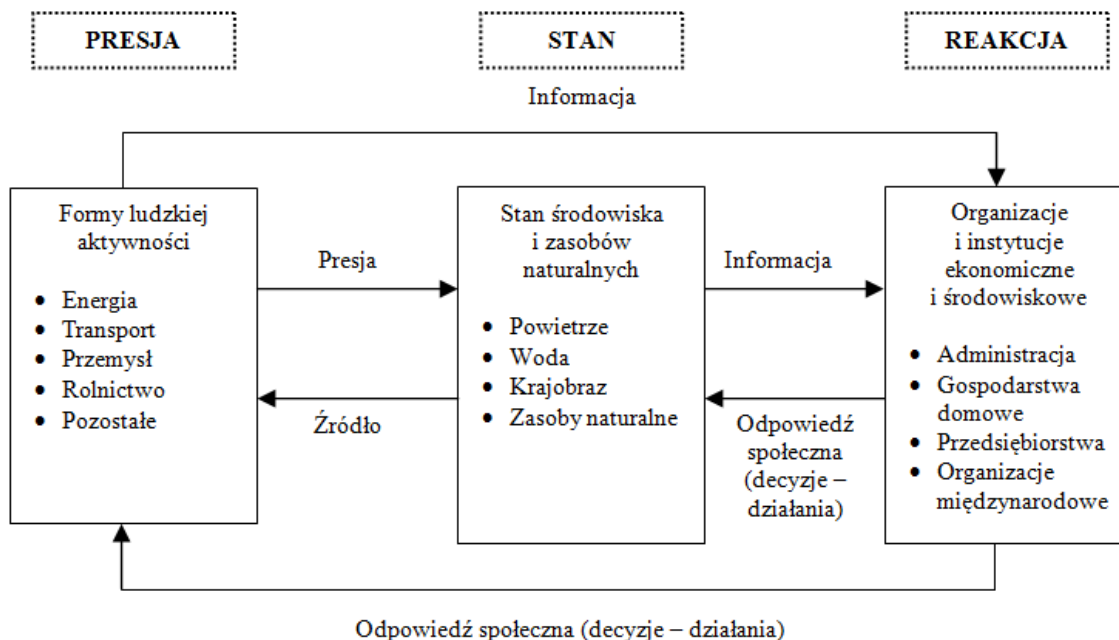 PRESJA
STAN
REAKCJA
Informacja
Formy ludzkiej
aktywności
• Energia
• Transport
• Przemysł
• Rolnictwo
• Pozostałe
Presja
Źródło
Stan środowiska
i zasobów
naturalnych
• Powietrze
• Woda
• Krajobraz
• Zasoby naturalne
Informacja
Odpowiedź
społeczna
(decyzje –
działania)
Organizacje
i instytucje
ekonomiczne
i środowiskowe
• Administracja
• Gospodarstwa
domowe
• Przedsiębiorstwa
• Organizacje
międzynarodowe
Odpowiedź społeczna (decyzje – działania)